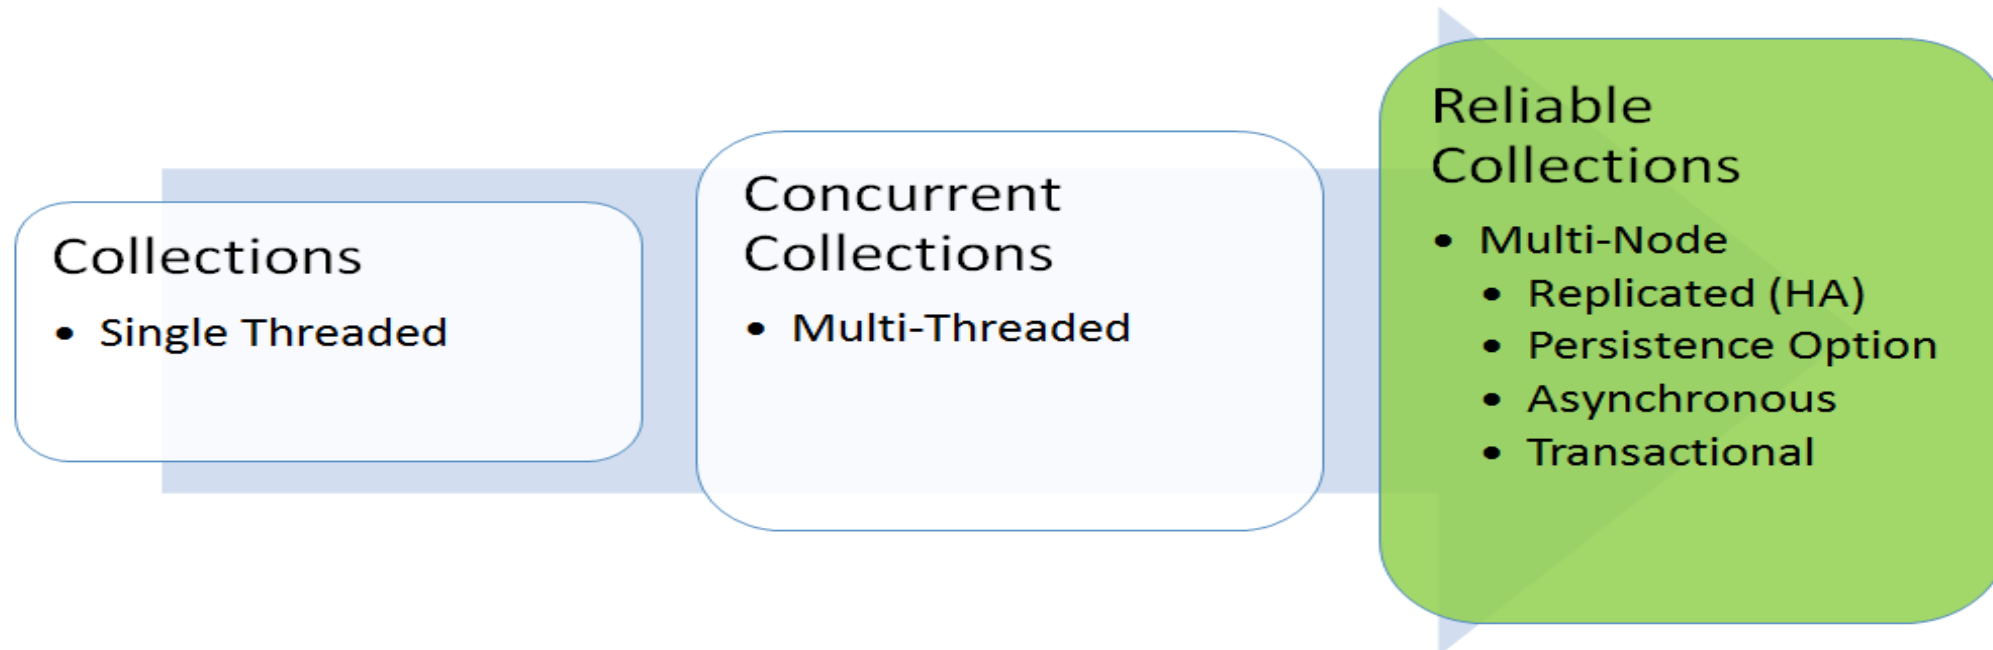 Collections
• Single Threaded
Concurrent
Collections
• Multi-Threaded
Reliable
Collections
• Multi-Node
• Replicated (HA)
• Persistence Option
• Asynchronous
• Transactional